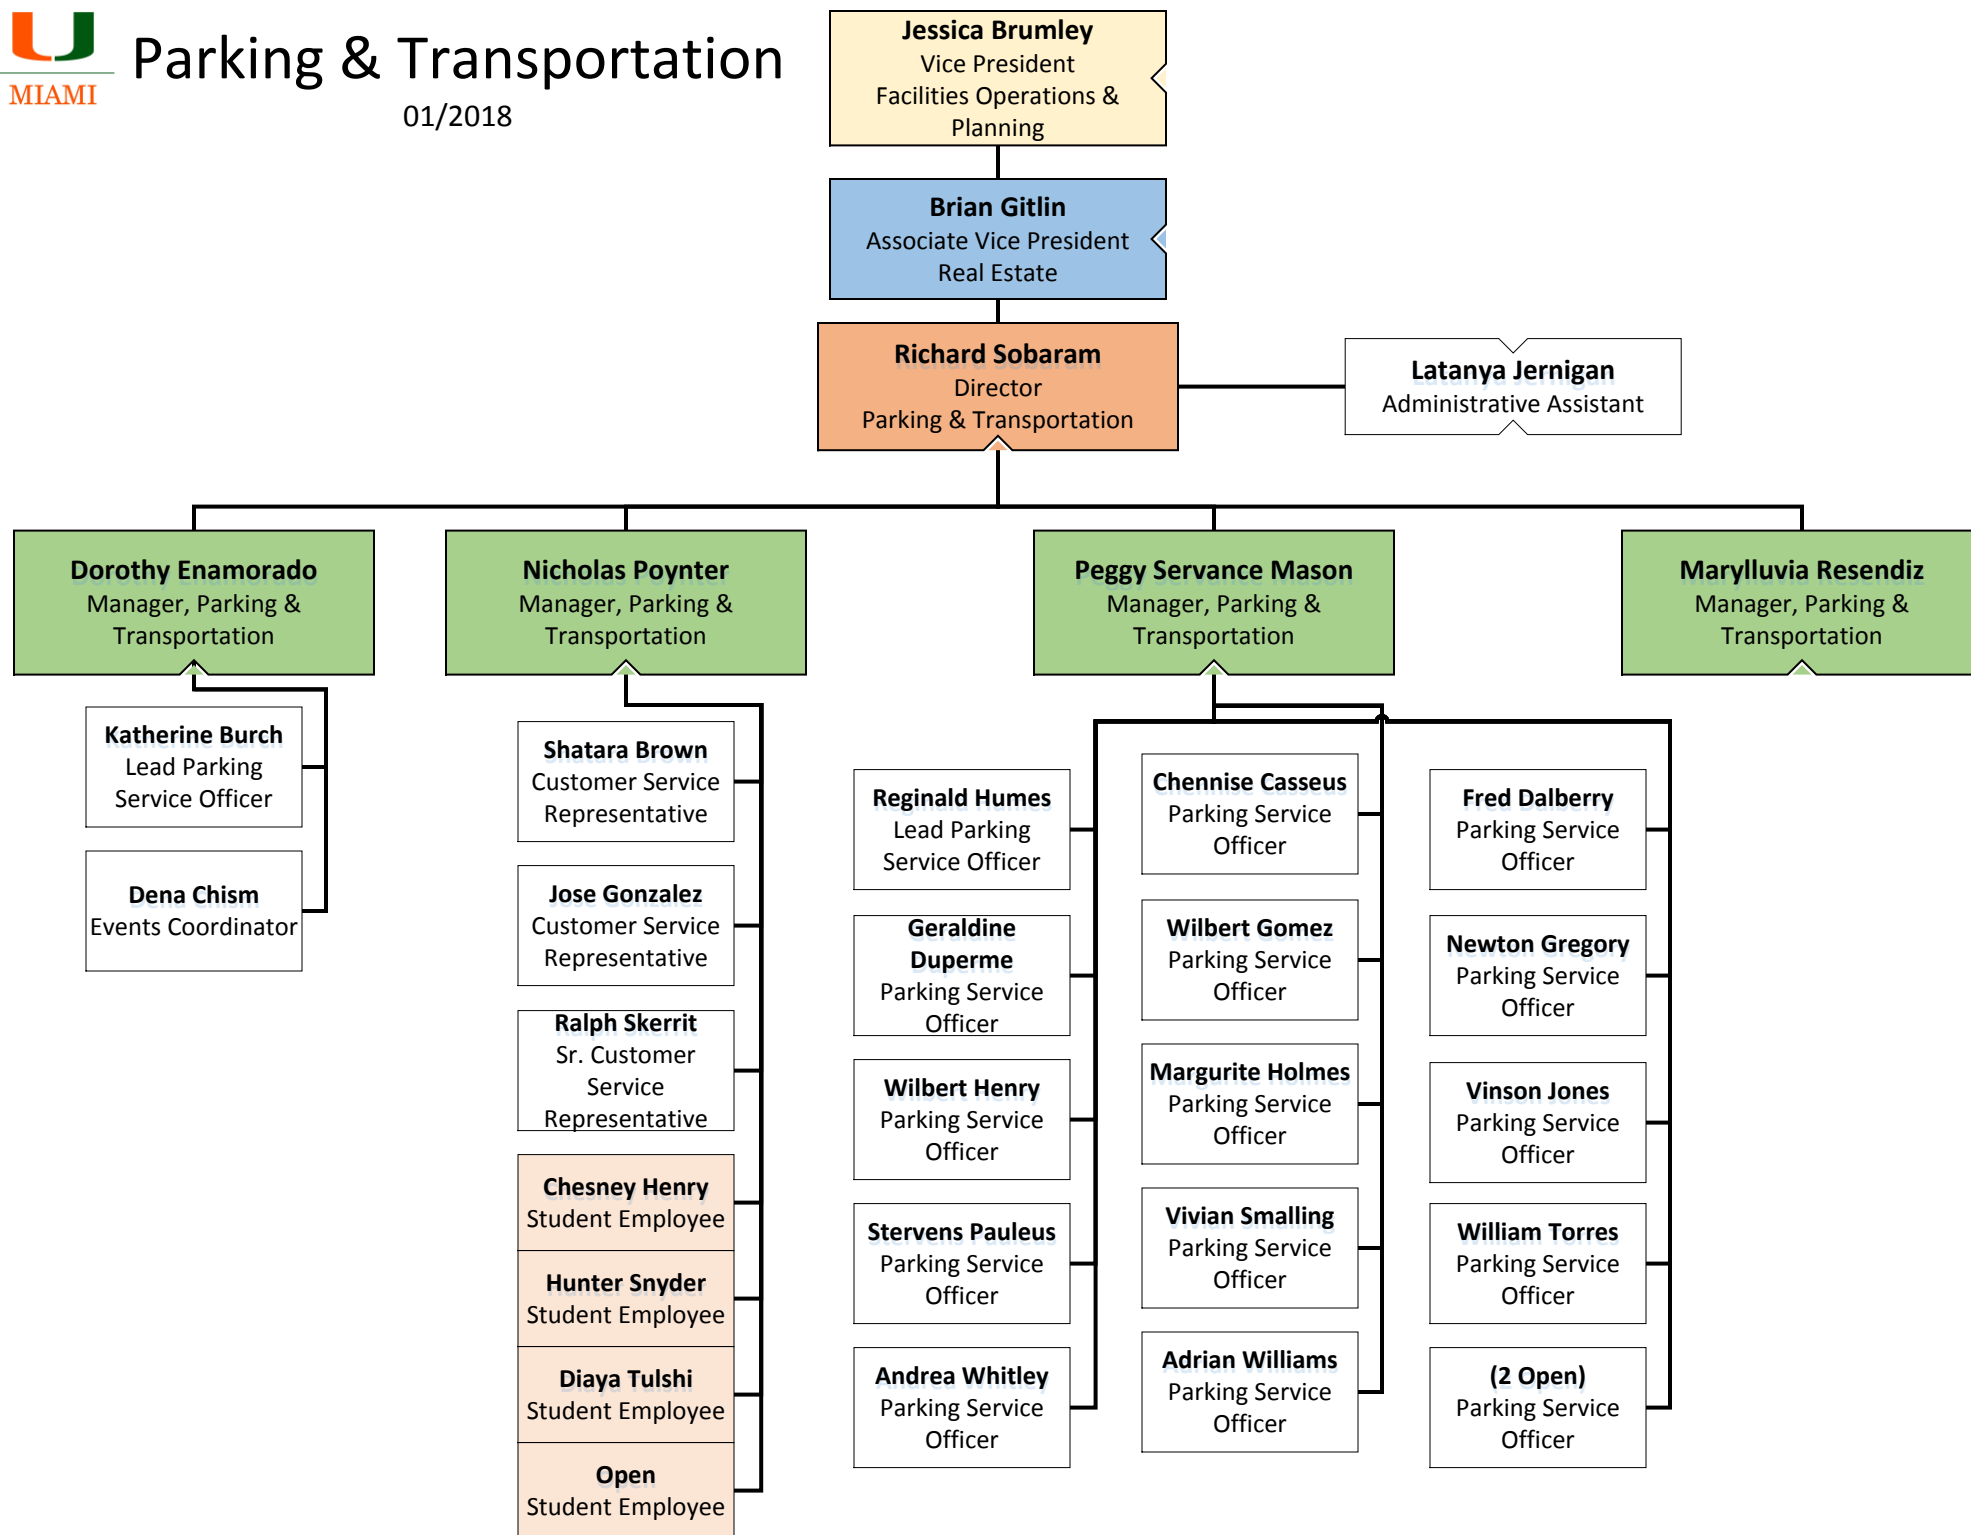 MIAMI
Parking & Transportation
01/2018
Jessica Brumley
Vice President
Facilities Operations &
Planning
Brian Gitlin
Associate Vice President
Real Estate
Richard Sobaram
Director
Parking & Transportation
Latanya Jernigan
Administrative Assistant
Dorothy Enamorado
Manager, Parking &
Transportation
Nicholas Poynter
Manager, Parking &
Transportation
Peggy Servance Mason
Manager, Parking &
Transportation
Marylluvia Resendiz
Manager, Parking &
Transportation
Katherine Burch
Lead Parking
Service Officer
Dena Chism
Events Coordinator
Shatara Brown
Customer Service
Representative
Jose Gonzalez
Customer Service
Representative
Ralph Skerrit
Sr. Customer
Service
Representative
Chesney Henry
Student Employee
Hunter Snyder
Student Employee
Diaya Tulshi
Student Employee
Open
Student Employee
Reginald Humes
Lead Parking
Service Officer
Geraldine
Duperme
Parking Service
Officer
Wilbert Henry
Parking Service
Officer
Stervens Pauleus
Parking Service
Officer
Andrea Whitley
Parking Service
Officer
Chennise Casseus
Parking Service
Officer
Wilbert Gomez
Parking Service
Officer
Margurite Holmes
Parking Service
Officer
Vivian Smalling
Parking Service
Officer
Adrian Williams
Parking Service
Officer
Fred Dalberry
Parking Service
Officer
Newton Gregory
Parking Service
Officer
Vinson Jones
Parking Service
Officer
William Torres
Parking Service
Officer
(2 Open)
Parking Service
Officer